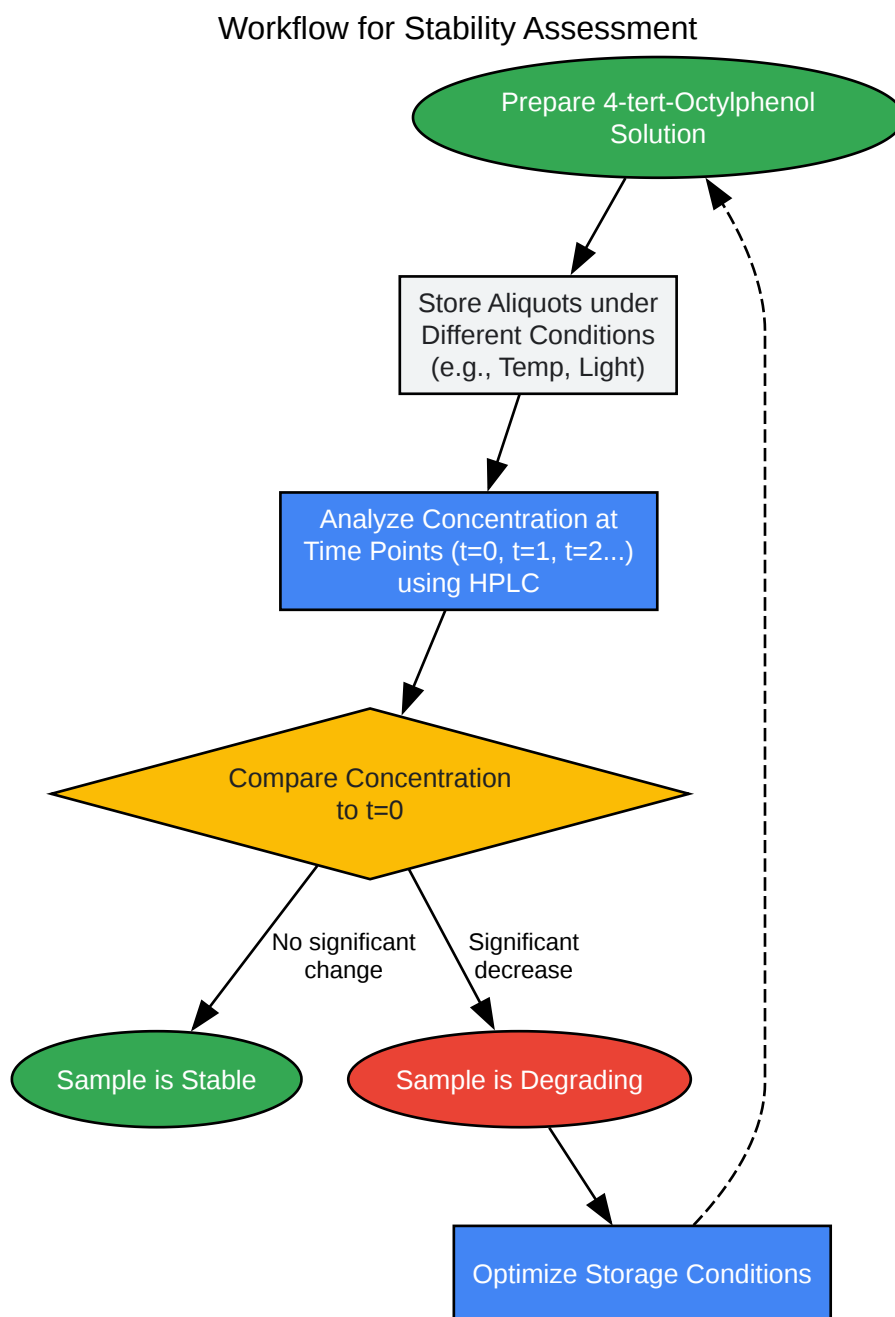 Workflow for Stability Assessment
Prepare 4-tert-Octylphenol
Solution
Store Aliquots under
Different Conditions
(e.g., Temp, Light)
Analyze Concentration at
Time Points (t=0, t=1, t=2...)
using HPLC
Compare Concentration
to t=0
No significant
change
Significant
decrease
Sample is Stable
Sample is Degrading
Optimize Storage Conditions